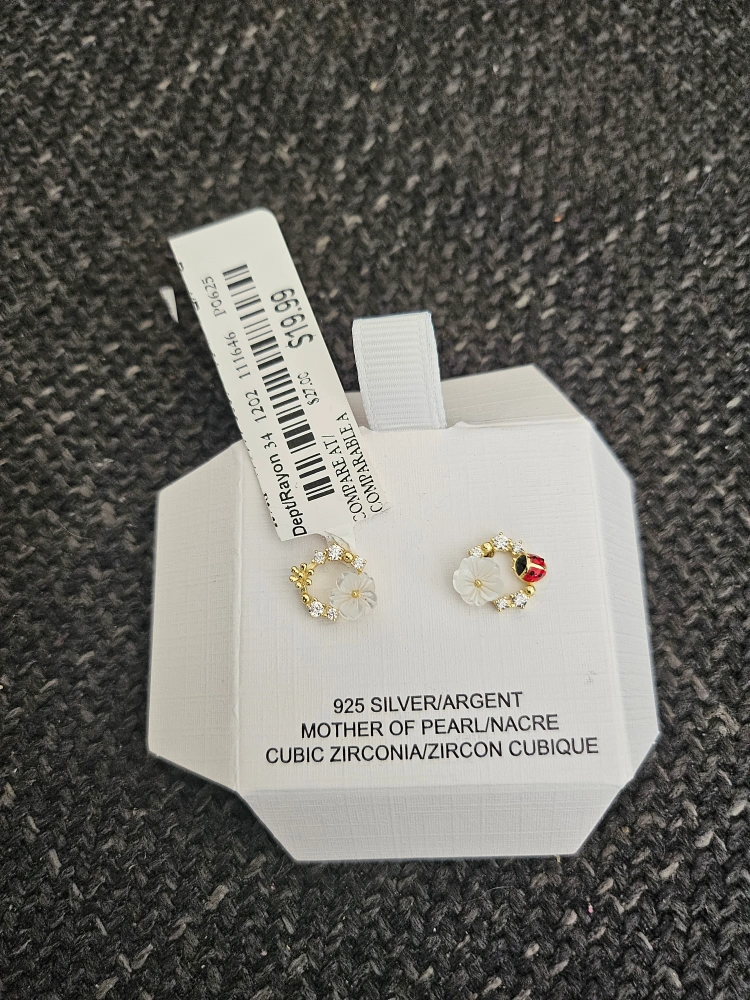 P0625
$19.99
Dept/Rayon 34 1202 111646
$27.00
COMPARE AT/
COMPARABLE A
925 SILVER/ARGENT
MOTHER OF PEARL/NACRE
CUBIC ZIRCONIA/ZIRCON CUBIQUE